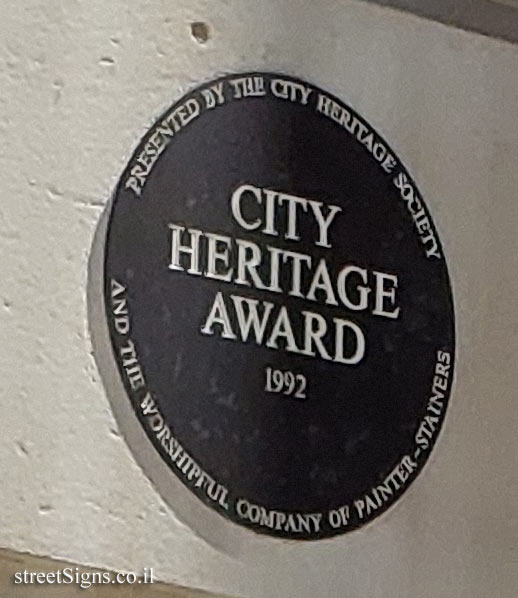 PRESENTED BY THE CITY HERITAGE SOCIETY
CITY
HERITAGE
AWARD
1992
AND THE WORSHIPFUL COMPANY OF PAINTER-STAINERS
streetSigns.co.il